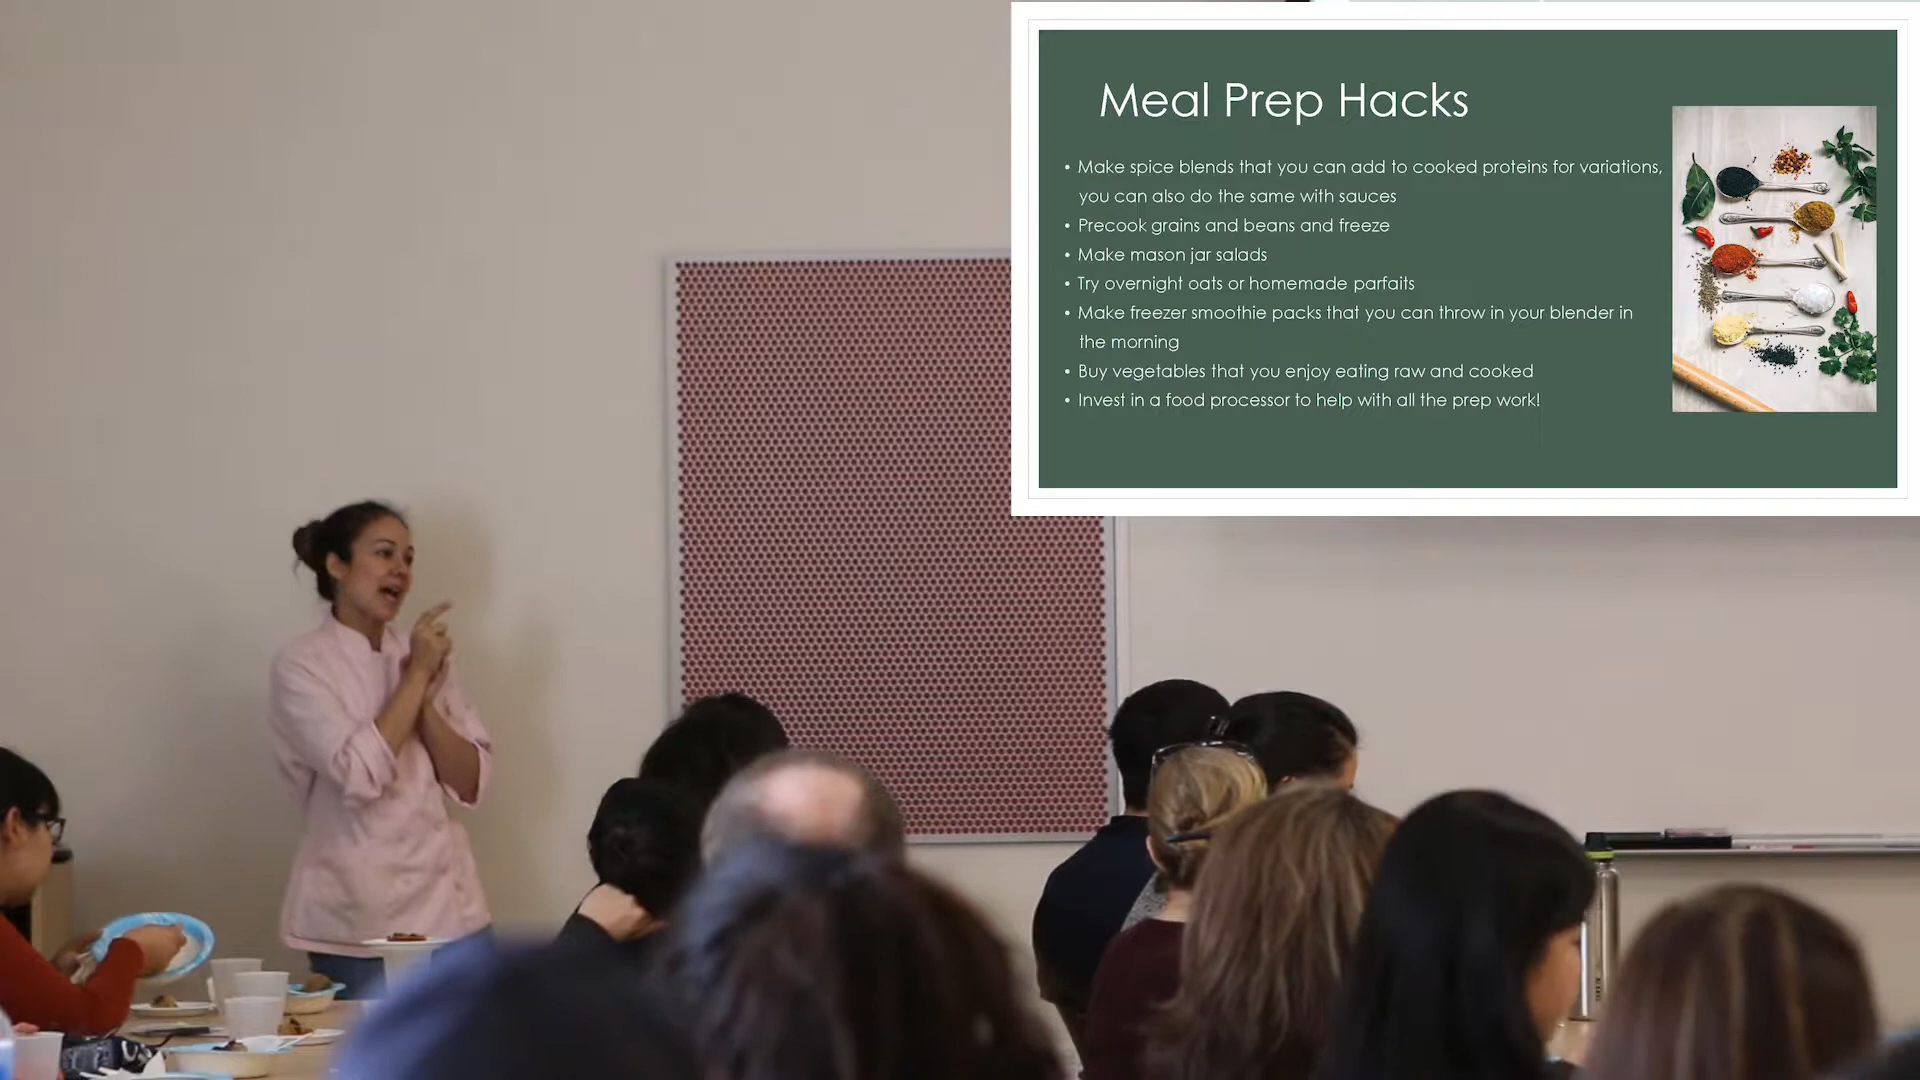 Meal Prep Hacks
• Make spice blends that you can add to cooked proteins for variations,
you can also do the same with sauces
• Precook grains and beans and freeze
• Make mason jar salads
• Try overnight oats or homemade parfaits
• Make freezer smoothie packs that you can throw in your blender in
the morning
• Buy vegetables that you enjoy eating raw and cooked
• Invest in a food processor to help with all the prep work!